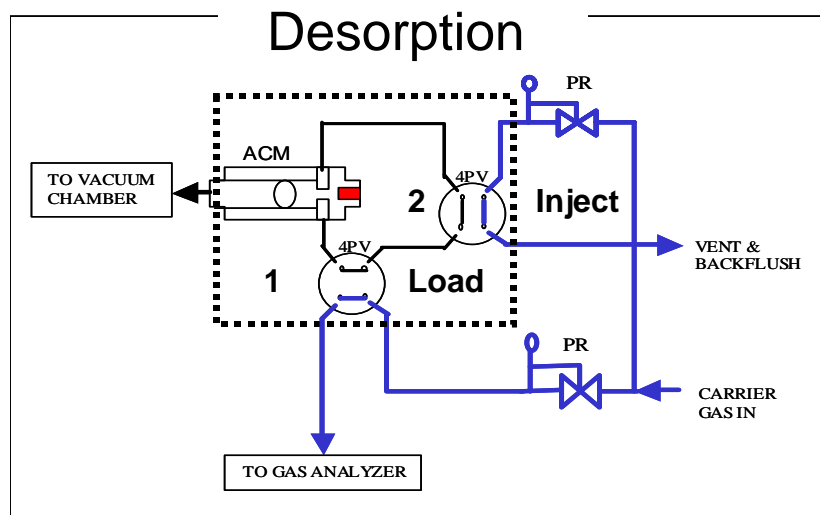 Desorption
PR
ACM
TO VACUUM
CHAMBER
4PV
2
Inject
4PV
VENT &
BACKFLUSH
1
Load
PR
CARRIER
GAS IN
TO GAS ANALYZER